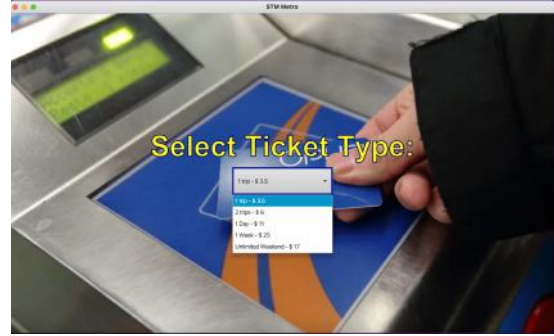 STM Metro
Select Ticket Type:
1 trip - $ 3.5
1 trip - $ 3.5
2 trips - $ 6
1 Day - $ 11
1 Week - $ 25
Unlimited Weekend - $ 17